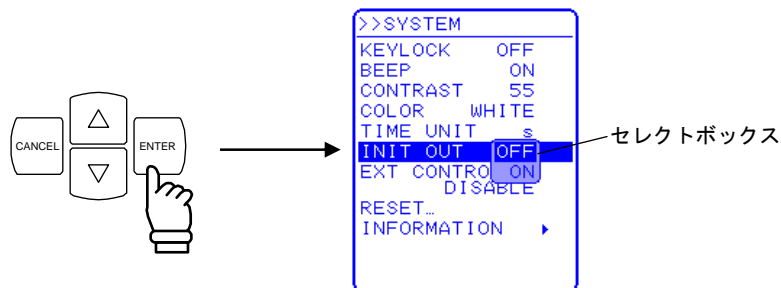 CANCEL
△
▽
ENTER
>>SYSTEM
KEYLOCK OFF
BEEP ON
CONTRAST 55
COLOR WHITE
TIME UNIT s
INIT OUT OFF
EXT CONTRO ON
DISABLE
RESET…
INFORMATION ▶
セレクトボックス